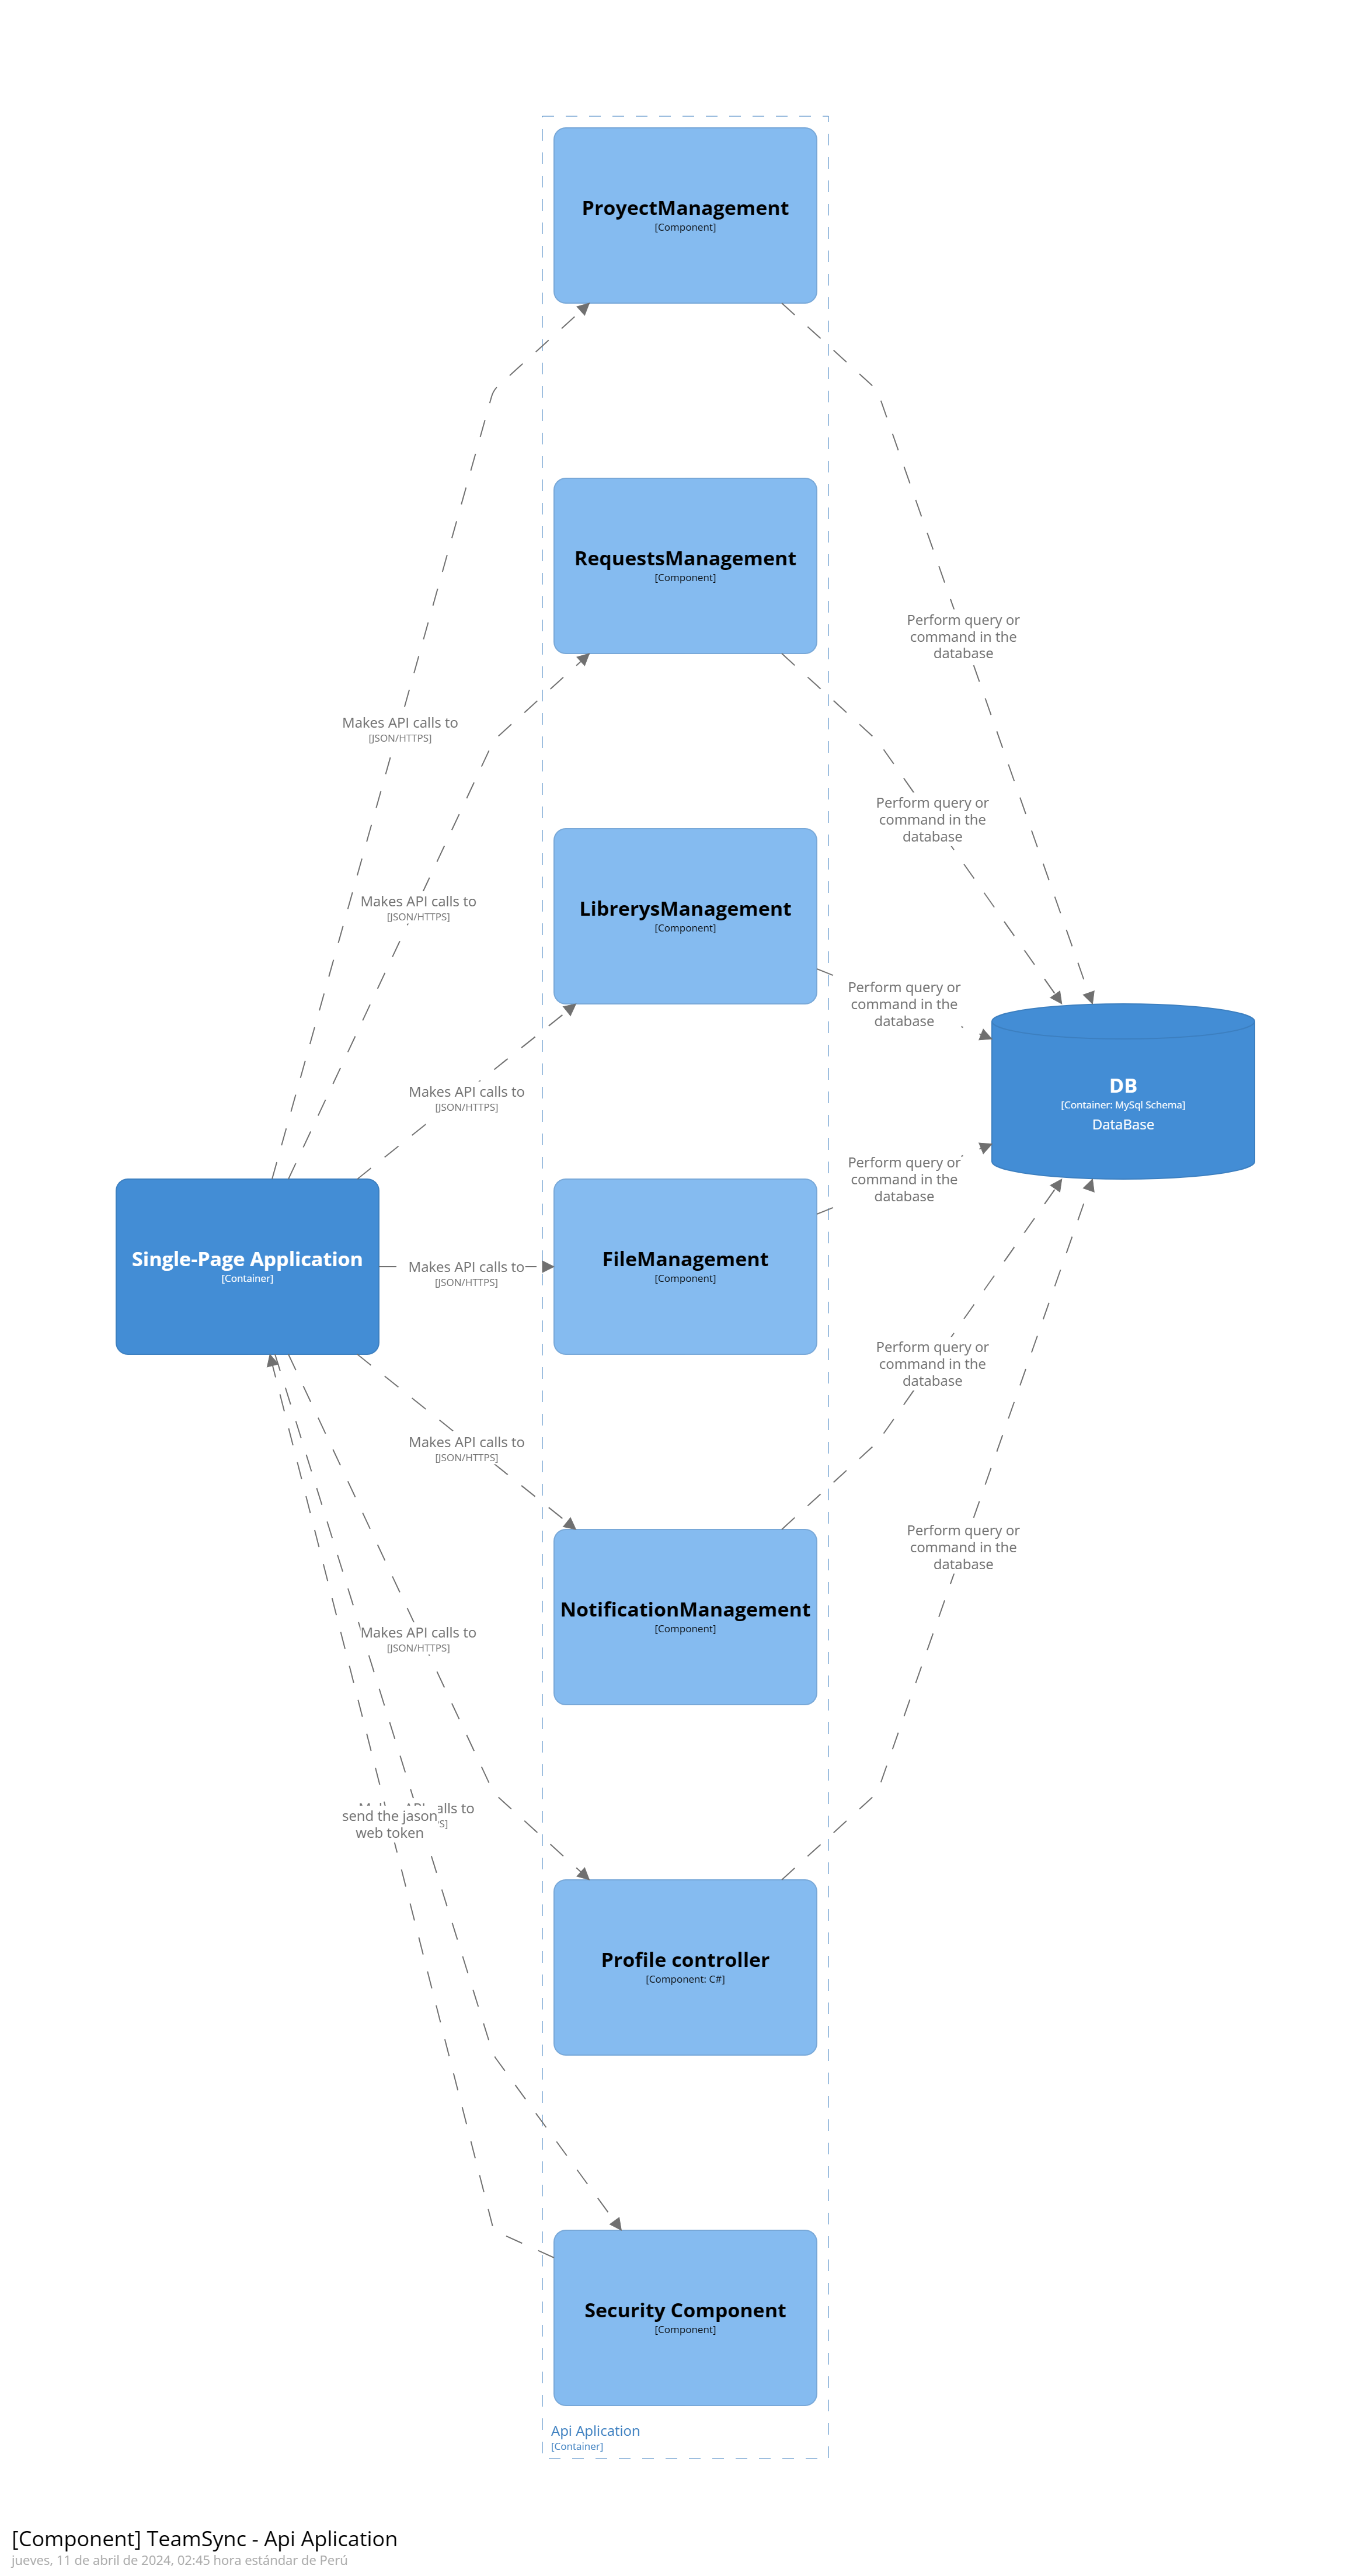 ProyectManagement
[Component]
RequestsManagement
[Component]
Perform query or
command in the
database
Makes API calls to
[JSON/HTTPS]
Perform query or
command in the
database
Makes API calls to
[JSON/HTTPS]
LibrerysManagement
[Component]
Perform query or
command in the
database
Makes API calls to
[JSON/HTTPS]
DB
[Container: MySql Schema]
DataBase
Perform query or
command in the
database
Single-Page Application
[Container]
Makes API calls to
[JSON/HTTPS]
FileManagement
[Component]
Perform query or
command in the
database
Makes API calls to
[JSON/HTTPS]
Perform query or
command in the
database
NotificationManagement
[Component]
Makes API calls to
[JSON/HTTPS]
alls to
send the jason
web token
Profile controller
[Component: C#]
Security Component
[Component]
Api Aplication
[Container]
[Component] TeamSync - Api Aplication
jueves, 11 de abril de 2024, 02:45 hora estándar de Perú